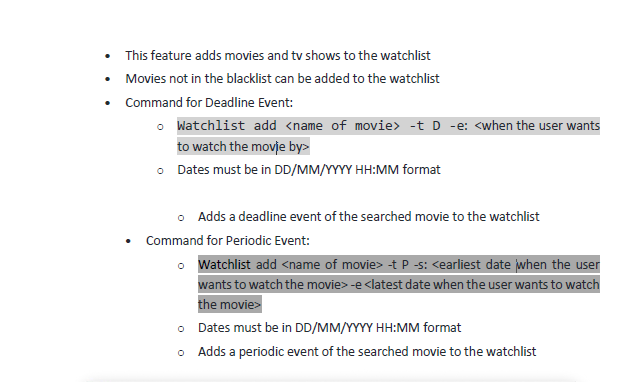 • This feature adds movies and tv shows to the watchlist
• Movies not in the blacklist can be added to the watchlist
• Command for Deadline Event:
o Watchlist add <name of movie> -t D -e: <when the user wants
to watch the movie by>
o Dates must be in DD/MM/YYYY HH:MM format
o Adds a deadline event of the searched movie to the watchlist
• Command for Periodic Event:
o Watchlist add <name of movie> -t P -s: <earliest date when the user
wants to watch the movie> -e <latest date when the user wants to watch
the movie>
o Dates must be in DD/MM/YYYY HH:MM format
o Adds a periodic event of the searched movie to the watchlist